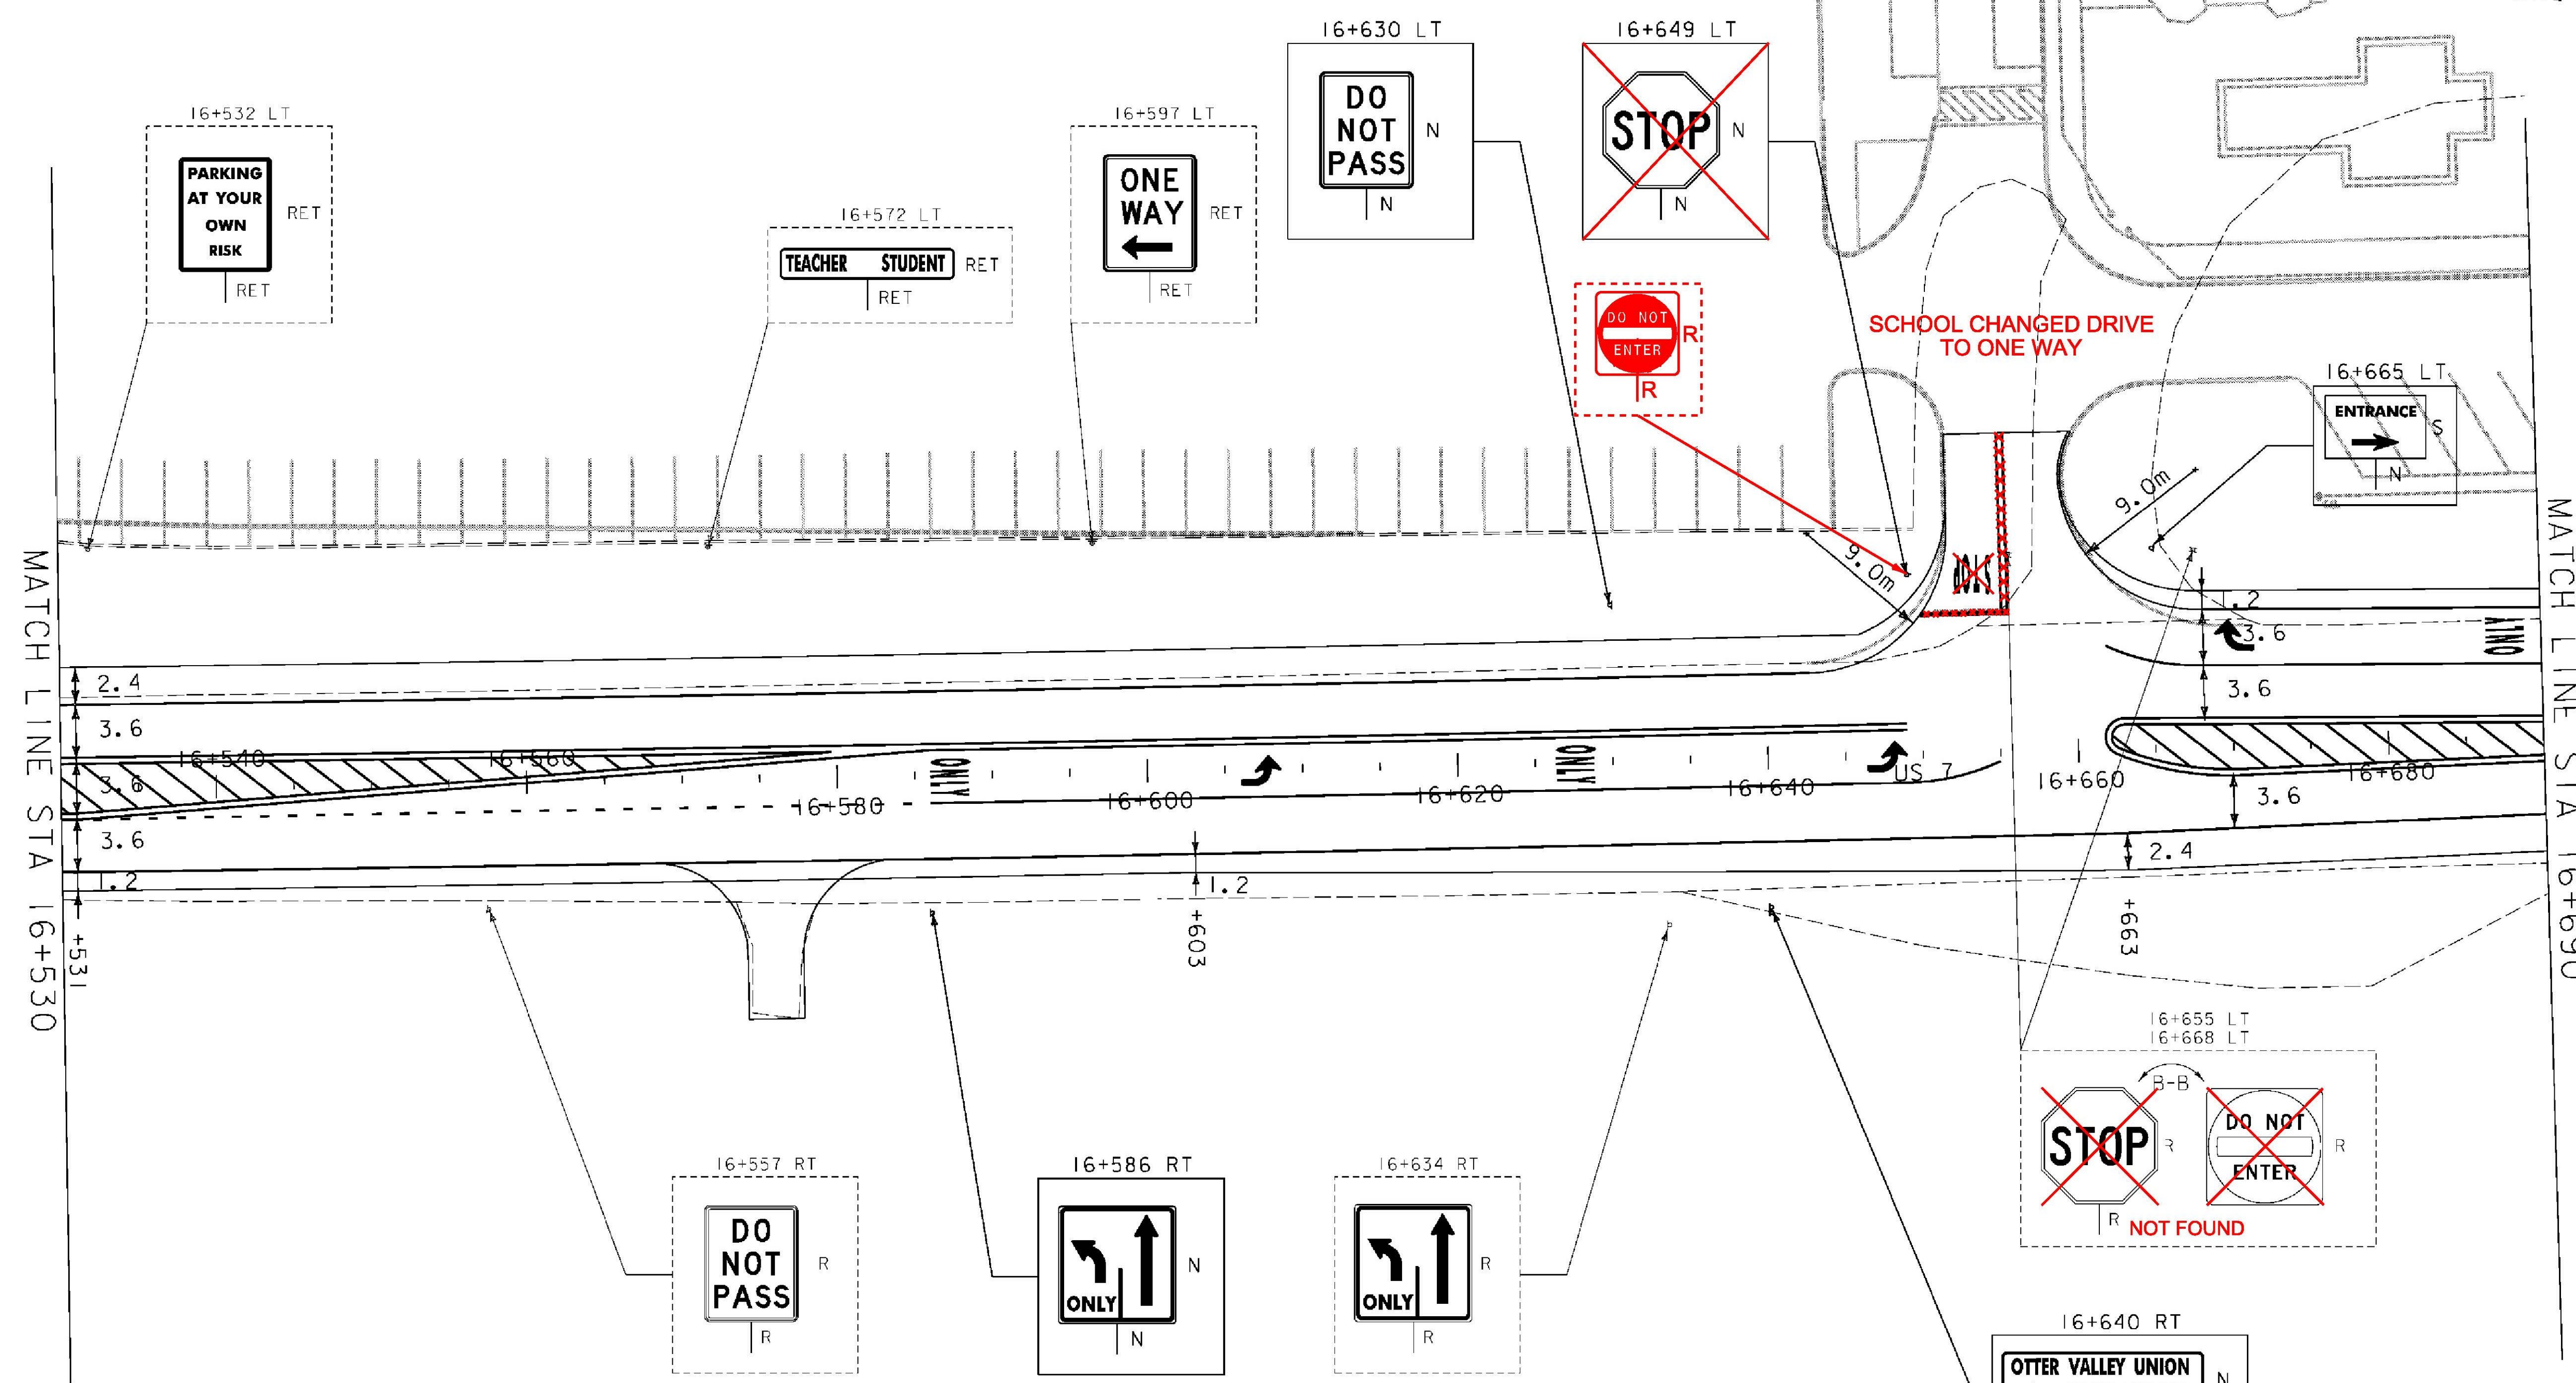 16+630 LT
DO
NOT
PASS
N
N
16+649 LT
STOP
N
N
16+532 LT
PARKING
AT YOUR
OWN
RISK
RET
RET
16+572 LT
TEACHER STUDENT
RET
RET
16+597 LT
ONE
WAY
RET
RET
DO NOT
ENTER
R
R
SCHOOL CHANGED DRIVE
TO ONE WAY
16+665 LT
ENTRANCE
S
N
9.0m
9.0m
STOP
MATCH LINE STA 16+530
MATCH LINE STA 16+690
1.2
3.6
ONLY
3.6
2.4
3.6
3.6
3.6
1.2
16+540
16+560
16+580
ONLY
16+600
16+620
ONLY
16+640
US 7
16+660
16+680
3.6
2.4
1.2
+531
+603
+663
16+655 LT
16+668 LT
B-B
STOP
R
DO NOT
ENTER
R
R
NOT FOUND
16+557 RT
DO
NOT
PASS
R
R
16+586 RT
ONLY
N
N
16+634 RT
ONLY
R
R
16+640 RT
OTTER VALLEY UNION
N